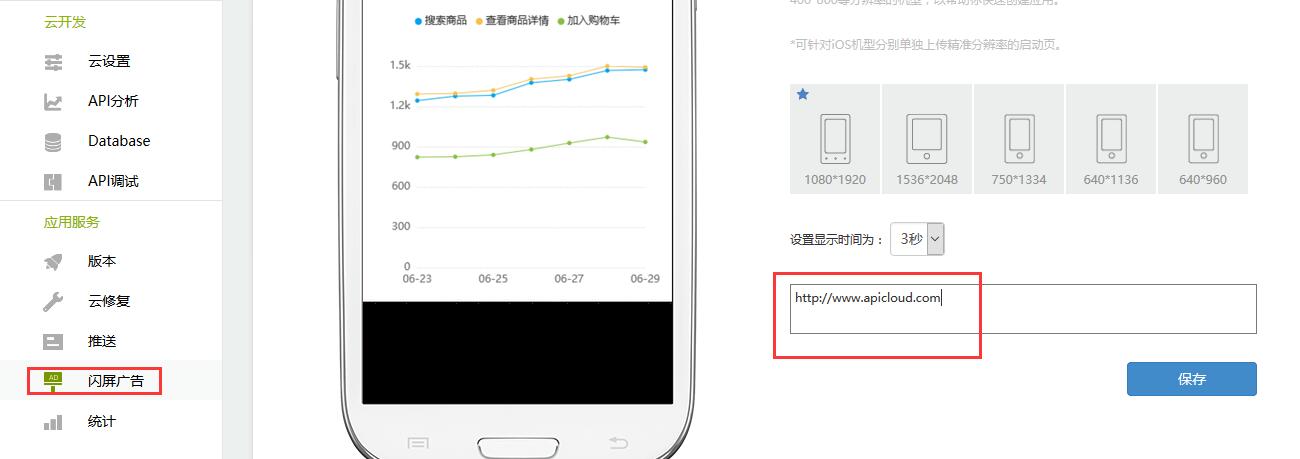 云开发
云设置
API分析
Database
API调试
应用服务
版本
云修复
推送
AD
闪屏广告
统计
搜索商品 查看商品详情 加入购物车
1.5k
1.2k
900
600
300
0
06-23 06-25 06-27 06-29
*可针对iOS机型分别单独上传精准分辨率的启动页。
1080*1920 1536*2048 750*1334 640*1136 640*960
设置显示时间为： 3秒
http://www.apicloud.com
保存